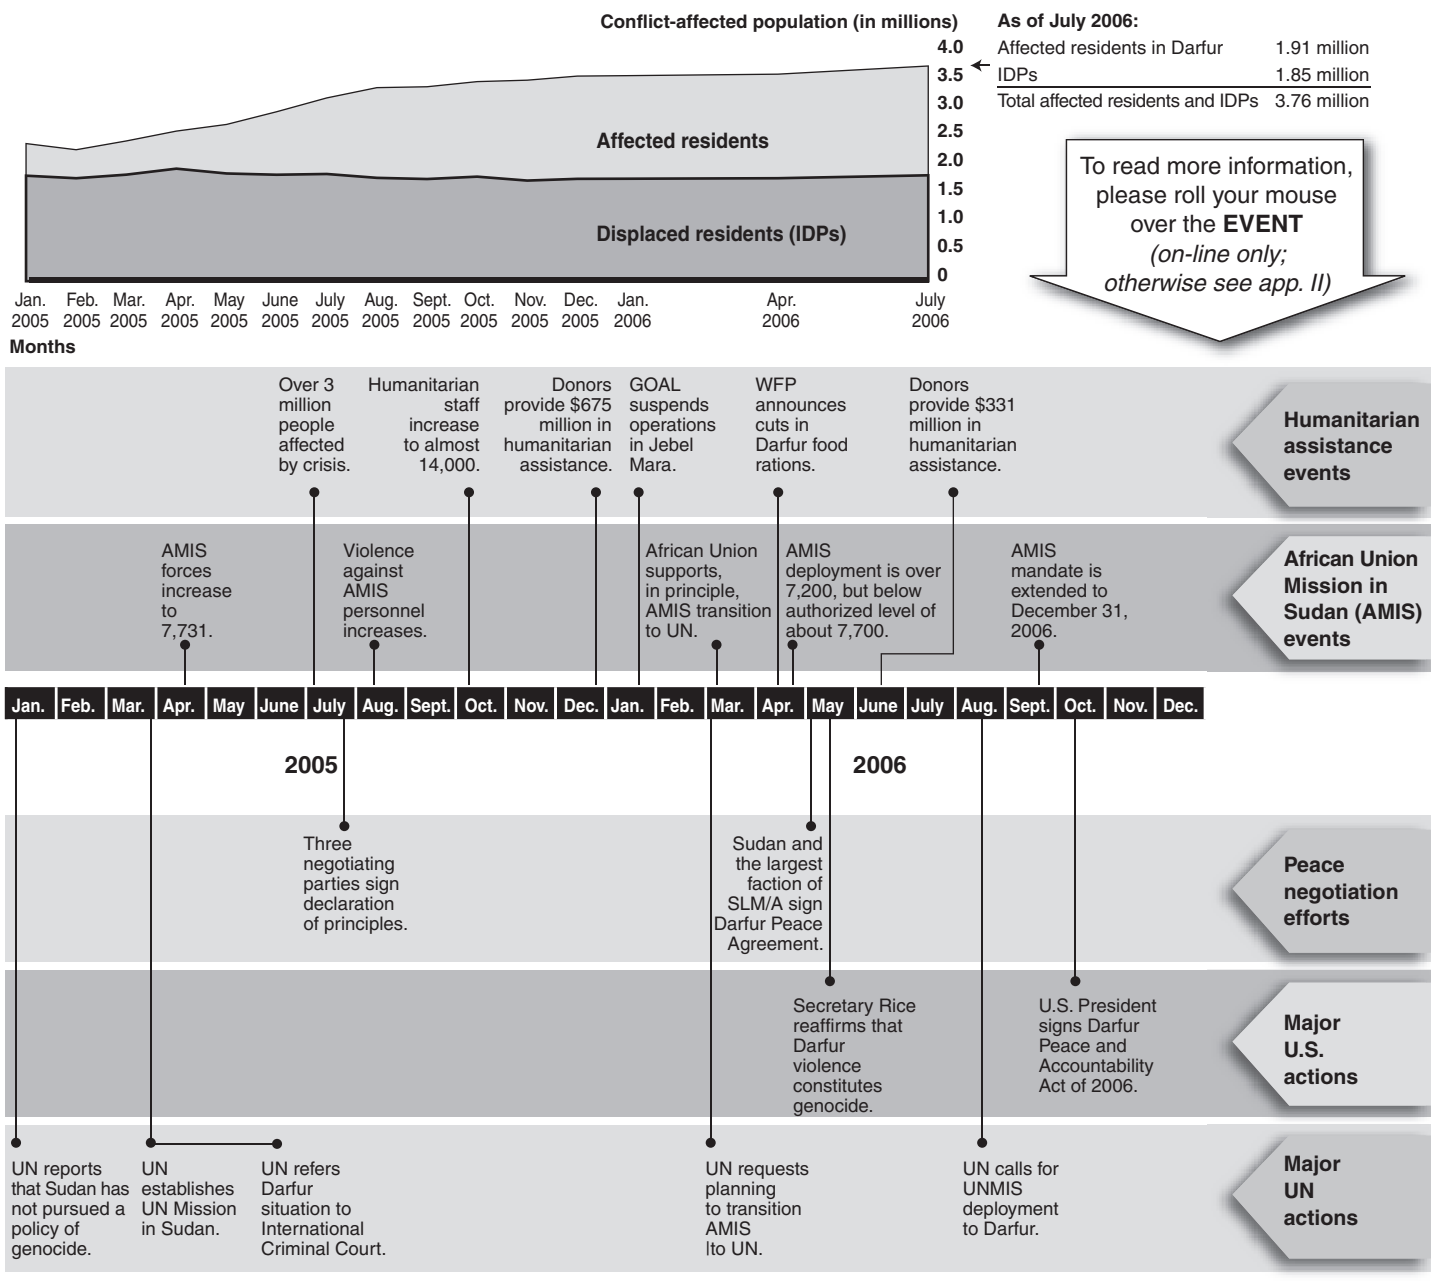 Conflict-affected population (in millions)
4.0
3.5
3.0
2.5
2.0
1.5
1.0
0.5
0
Affected residents
Displaced residents (IDPs)
Jan. Feb. Mar. Apr. May June July Aug. Sept. Oct. Nov. Dec. Jan. Apr. July
2005 2005 2005 2005 2005 2005 2005 2005 2005 2005 2005 2005 2006 2006 2006
Months
As of July 2006:
Affected residents in Darfur 1.91 million
IDPs 1.85 million
Total affected residents and IDPs 3.76 million
To read more information,
please roll your mouse
over the EVENT
(on-line only;
otherwise see app. II)
Over 3
million
people
affected
by crisis.
Humanitarian
staff
increase
to almost
14,000.
Donors
provide $675
million in
humanitarian
assistance.
GOAL
suspends
operations
in Jebel
Mara.
WFP
announces
cuts in
Darfur food
rations.
Donors
provide $331
million in
humanitarian
assistance.
Humanitarian
assistance
events
AMIS
forces
increase
to
7,731.
Violence
against
AMIS
personnel
increases.
African Union
supports,
in principle,
AMIS transition
to UN.
AMIS
deployment is over
7,200, but below
authorized level of
about 7,700.
AMIS
mandate is
extended to
December 31,
2006.
African Union
Mission in
Sudan (AMIS)
events
Jan. Feb. Mar. Apr. May June July Aug. Sept. Oct. Nov. Dec. Jan. Feb. Mar. Apr. May June July Aug. Sept. Oct. Nov. Dec.
2005 2006
Three
negotiating
parties sign
declaration
of principles.
Sudan and
the largest
faction of
SLM/A sign
Darfur Peace
Agreement.
Peace
negotiation
efforts
Secretary Rice
reaffirms that
Darfur
violence
constitutes
genocide.
U.S. President
signs Darfur
Peace and
Accountability
Act of 2006.
Major
U.S.
actions
UN reports
that Sudan has
not pursued a
policy of
genocide.
UN
establishes
UN Mission
in Sudan.
UN refers
Darfur
situation to
International
Criminal Court.
UN requests
planning
to transition
AMIS
lto UN.
UN calls for
UNMIS
deployment
to Darfur.
Major
UN
actions